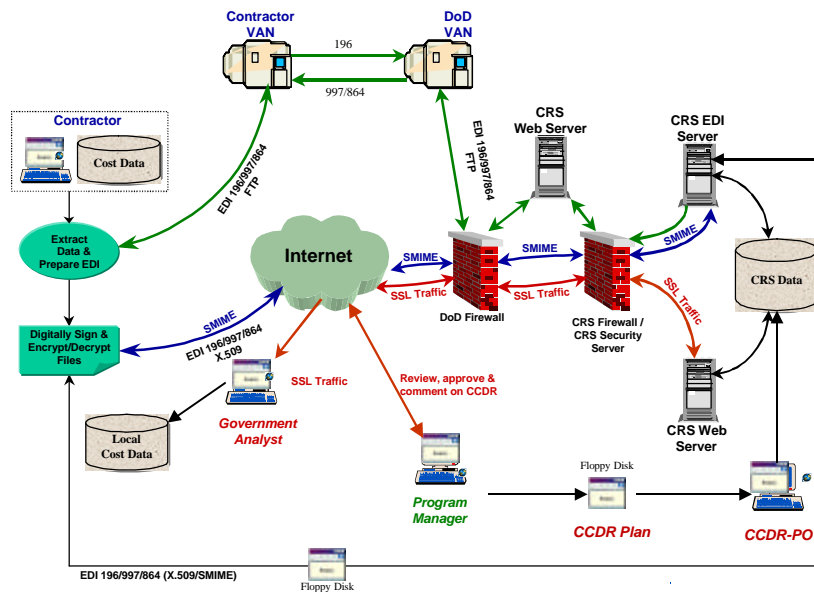 Contractor
VAN
DoD
VAN
196
997/864
Contractor
Cost Data
EDI 196/997/864
FTP
EDI 196/997/864
FTP
CRS
Web Server
CRS EDI
Server
Extract
Data &
Prepare EDI
Internet
SMIME
SMIME
SMIME
CRS Data
SSL Traffic
SSL Traffic
SSL Traffic
DoD Firewall
CRS Firewall /
CRS Security
Server
Digitally Sign &
Encrypt/Decrypt
Files
SMIME
EDI 196/997/864
X.509
SSL Traffic
Review, approve &
comment on CCDR
Government
Analyst
Local
Cost Data
CRS Web
Server
Program
Manager
Floppy Disk
CCDR Plan
CCDR-PO
EDI 196/997/864 (X.509/SMIME)
Floppy Disk